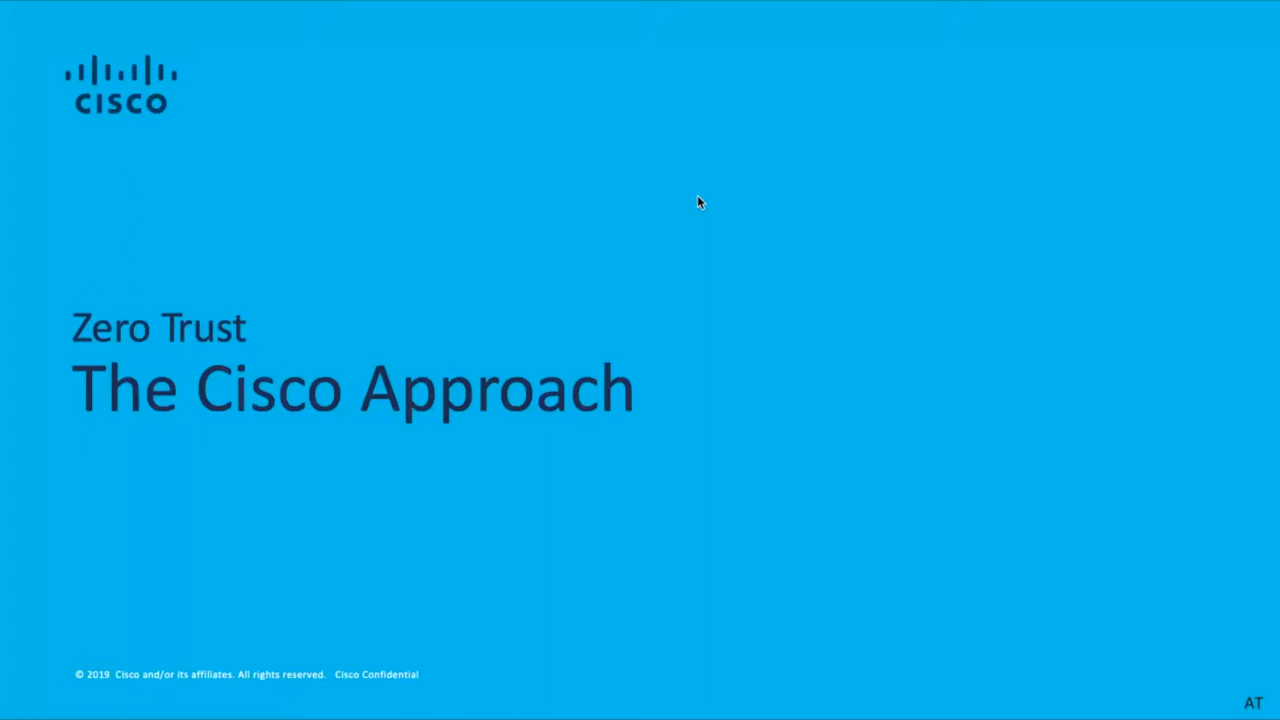 CISCO
Zero Trust
The Cisco Approach
© 2019 Cisco and/or its affiliates. All rights reserved. Cisco Confidential
AT